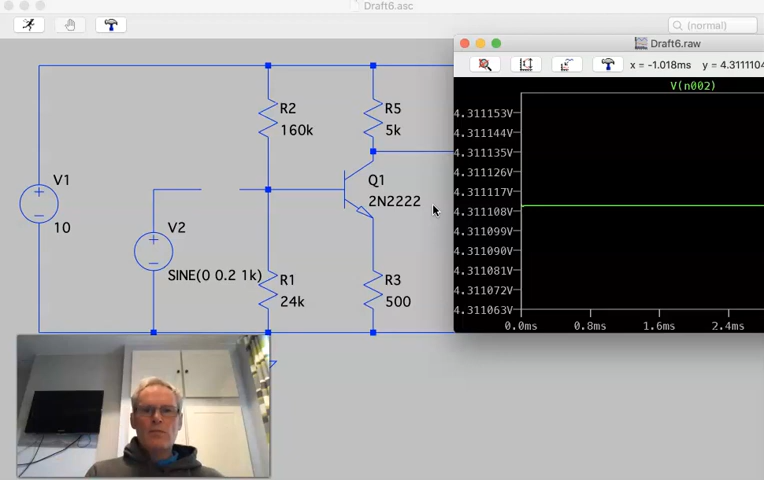 Draft6.asc
(normal)
Draft6.raw
x = -1.018ms y = 4.3111104
V(n002)
4.311153V
4.311144V
4.311135V
4.311126V
4.311117V
4.311108V
4.311099V
4.311090V
4.311081V
4.311072V
4.311063V
0.0ms 0.8ms 1.6ms 2.4ms
R2
160k
R5
5k
V1
10
V2
SINE(0 0.2 1k)
Q1
2N2222
R1
24k
R3
500